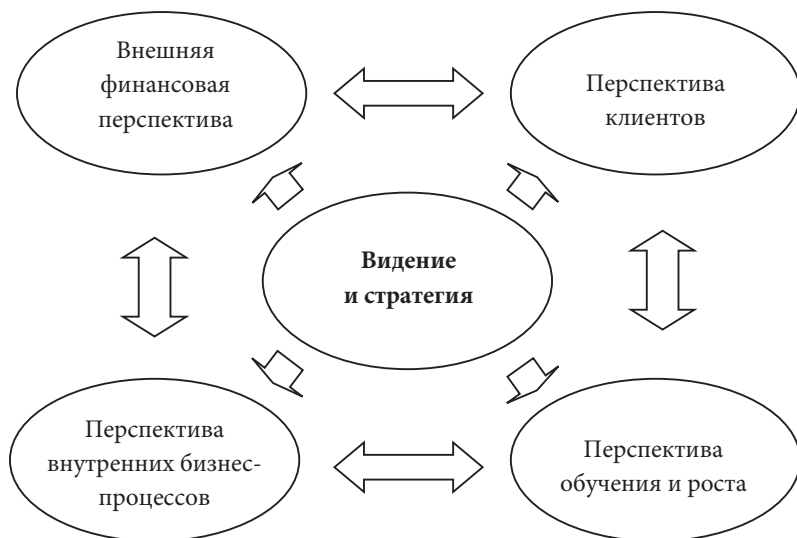 Внешняя
финансовая
перспектива
Перспектива
клиентов
Видение
и стратегия
Перспектива
внутренних бизнес-
процессов
Перспектива
обучения и роста